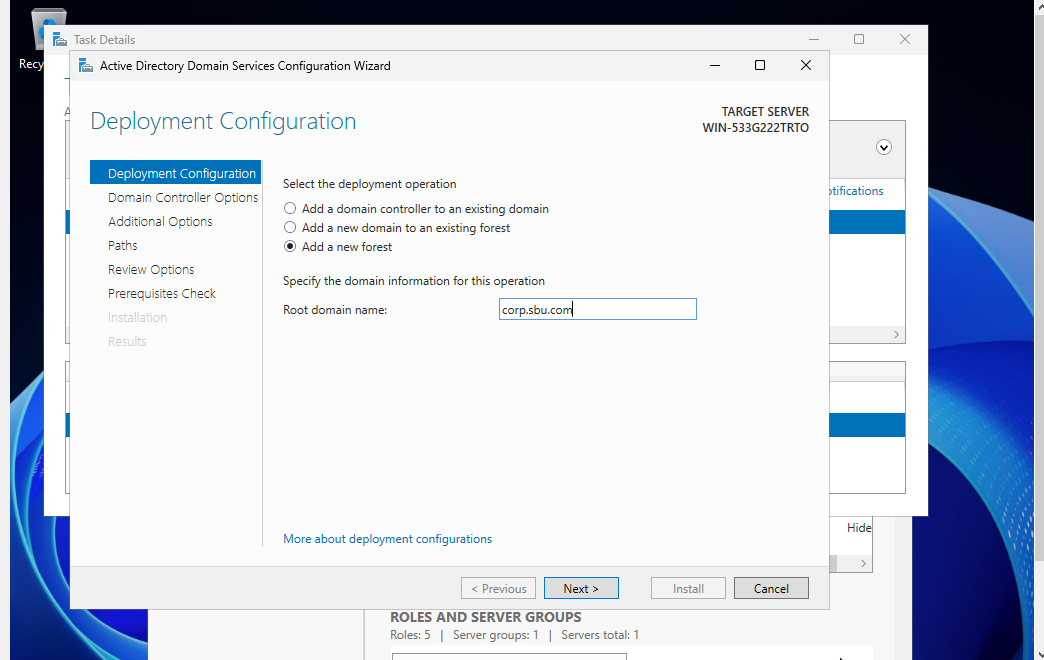 Recy
Task Details
Active Directory Domain Services Configuration Wizard
A
Deployment Configuration
TARGET SERVER
WIN-533G222TRTO
Deployment Configuration
Domain Controller Options
Additional Options
Paths
Review Options
Prerequisites Check
Installation
Results
Select the deployment operation
Add a domain controller to an existing domain
Add a new domain to an existing forest
Add a new forest
Specify the domain information for this operation
Root domain name: corp.sbu.com
otifications
More about deployment configurations
Hide
< Previous Next > Install Cancel
ROLES AND SERVER GROUPS
Roles: 5 | Server groups: 1 | Servers total: 1